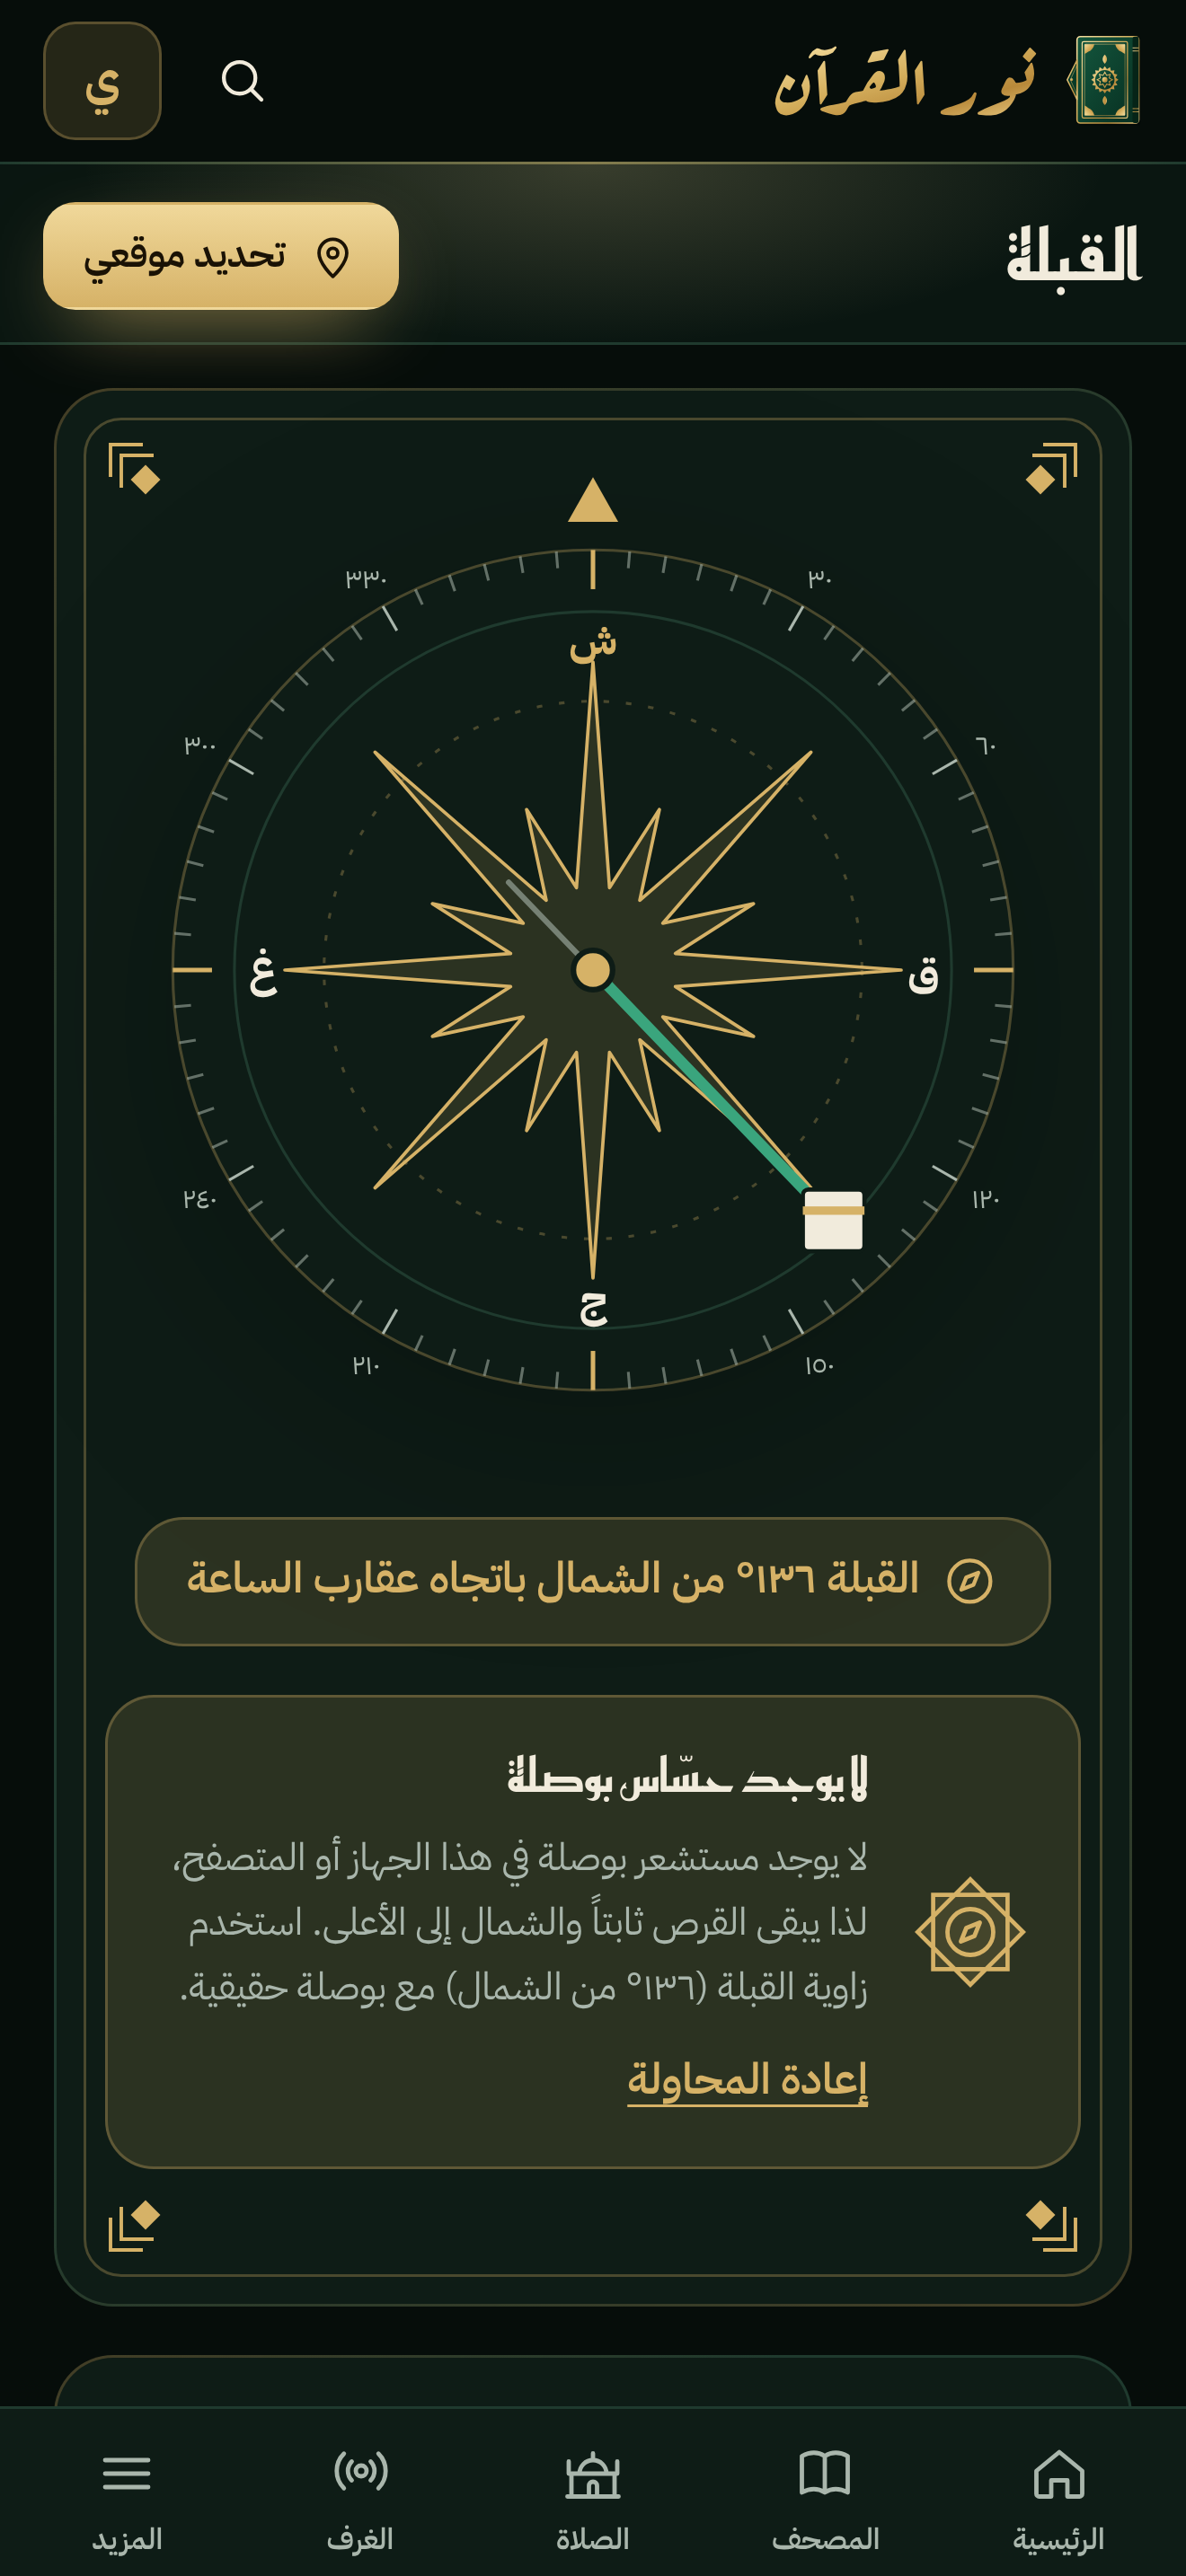 نور القرآن
ي
القبلة
تحديد موقعي
٣٣٠
٣٠
ش
٣٠٠
٦٠
غ
ق
٢٤٠
١٢٠
ج
٢١٠
١٥٠
القبلة ١٣٦° من الشمال باتجاه عقارب الساعة
لا يوجد حسّاس بوصلة
لا يوجد مستشعر بوصلة في هذا الجهاز أو المتصفح،
لذا يبقى القرص ثابتاً والشمال إلى الأعلى. استخدم
زاوية القبلة (١٣٦° من الشمال) مع بوصلة حقيقية.
إعادة المحاولة
الرئيسية
المصحف
الصلاة
الغرف
المزيد